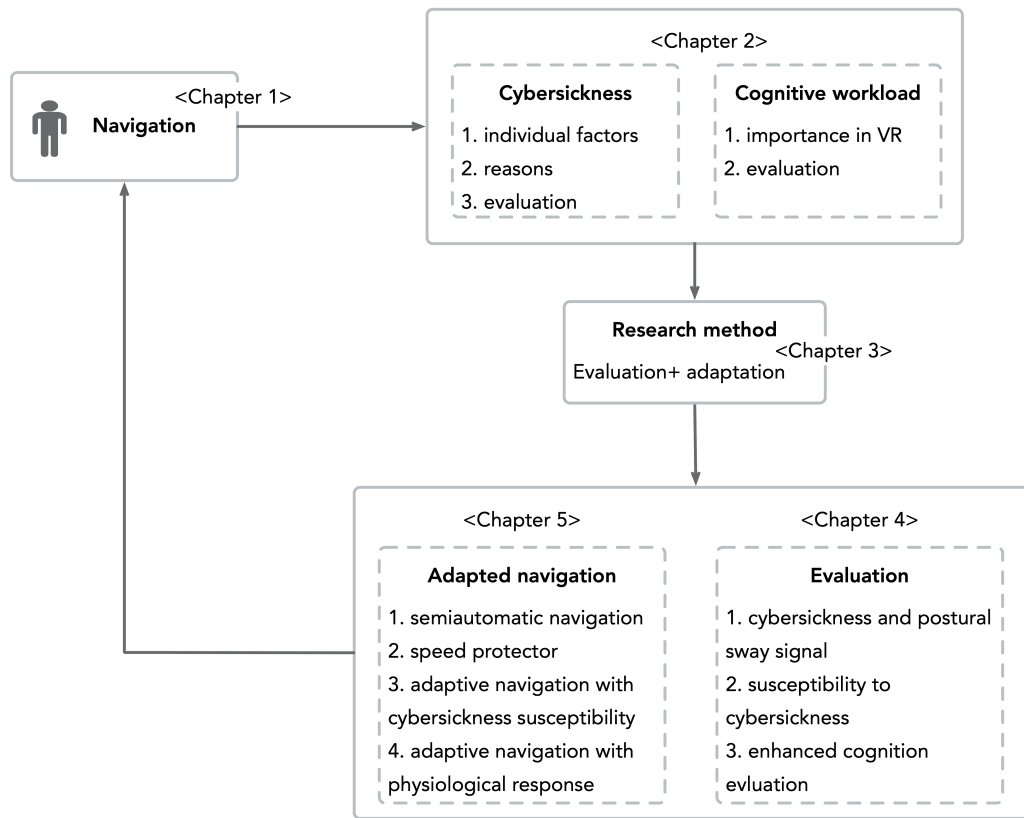 <Chapter 1>
Navigation
<Chapter 2>
Cybersickness
1. individual factors
2. reasons
3. evaluation
Cognitive workload
1. importance in VR
2. evaluation
Research method
<Chapter 3>
Evaluation+ adaptation
<Chapter 5>
Adapted navigation
1. semiautomatic navigation
2. speed protector
3. adaptive navigation with
cybersickness susceptibility
4. adaptive navigation with
physiological response
<Chapter 4>
Evaluation
1. cybersickness and postural
sway signal
2. susceptibility to
cybersickness
3. enhanced cognition
evluation